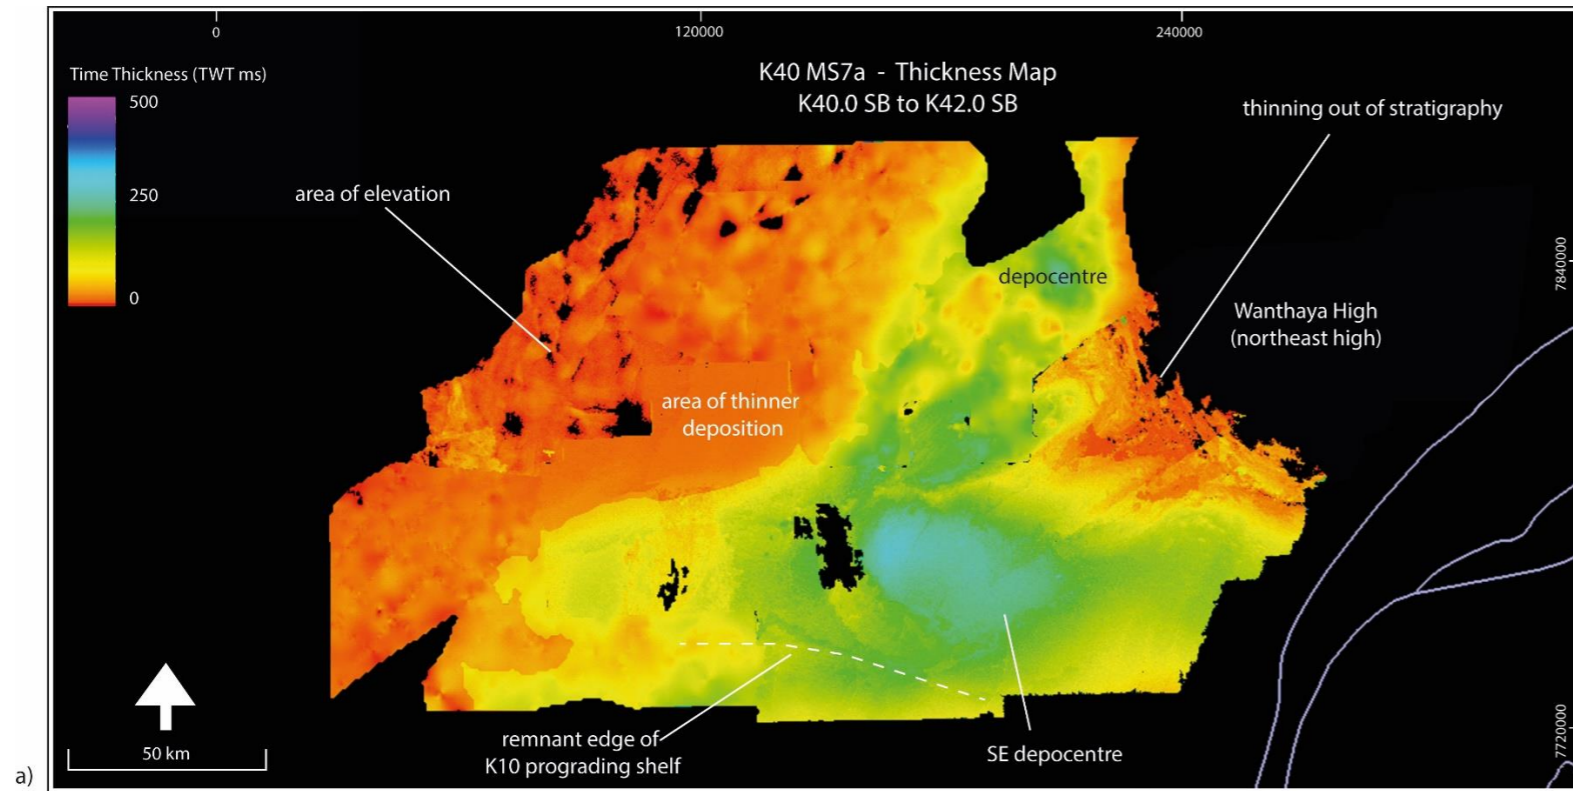 0
120000
240000
Time Thickness (TWT ms)
500
250
0
K40 MS7a - Thickness Map
K40.0 SB to K42.0 SB
thinning out of stratigraphy
area of elevation
depocentre
7840000
Wanthaya High
(northeast high)
area of thinner
deposition
50 km
remnant edge of
K10 prograding shelf
SE depocentre
7720000
a)